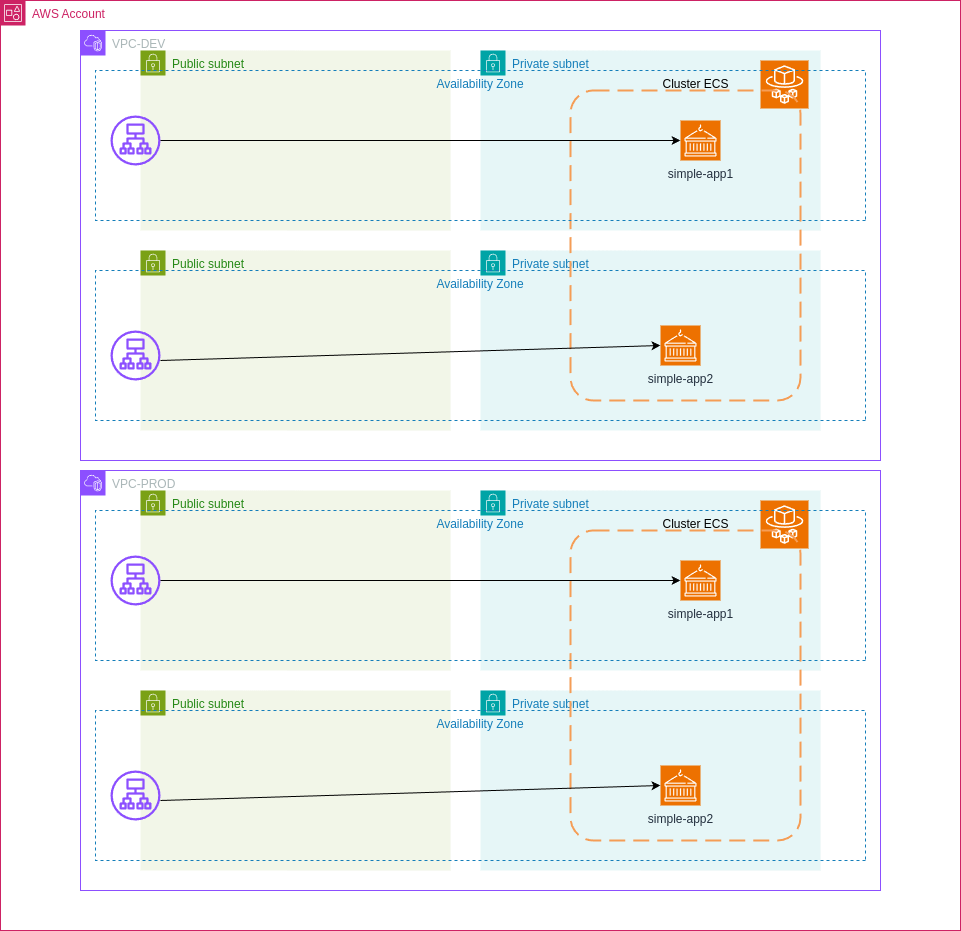 AWS Account
VPC-DEV
Public subnet
Private subnet
Availability Zone
Cluster ECS
simple-app1
Public subnet
Private subnet
Availability Zone
simple-app2
VPC-PROD
Public subnet
Private subnet
Availability Zone
Cluster ECS
simple-app1
Public subnet
Private subnet
Availability Zone
simple-app2